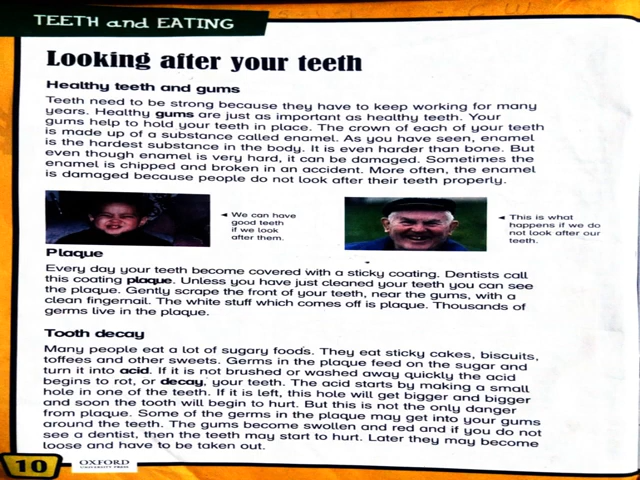 TEETH and EATING
Looking after your teeth
Healthy teeth and gums
Teeth need to be strong because they have to keep working for many
years. Healthy gums are just as important as healthy teeth. Your
gums help to hold your teeth in place. The crown of each of your teeth
is made up of a substance called enamel. As you have seen, enamel
is the hardest substance in the body. It is even harder than bone. But
even though enamel is very hard, it can be damaged. Sometimes the
enamel is chipped and broken in an accident. More often, the enamel
is damaged because people do not look after their teeth properly.
◄ We can have
good teeth
if we look
after them.
◄ This is what
happens if we do
not look after our
teeth.
Plaque
Every day your teeth become covered with a sticky coating. Dentists call
this coating plaque. Unless you have just cleaned your teeth you can see
the plaque. Gently scrape the front of your teeth, near the gums, with a
clean fingernail. The white stuff which comes off is plaque. Thousands of
germs live in the plaque.
Tooth decay
Many people eat a lot of sugary foods. They eat sticky cakes, biscuits,
toffees and other sweets. Germs in the plaque feed on the sugar and
turn it into acid. If it is not brushed or washed away quickly the acid
begins to rot, or decay, your teeth. The acid starts by making a small
hole in one of the teeth. If it is left, this hole will get bigger and bigger
and soon the tooth will begin to hurt. But this is not the only danger
from plaque. Some of the germs in the plaque may get into your gums
around the teeth. The gums become swollen and red and if you do not
see a dentist, then the teeth may start to hurt. Later they may become
loose and have to be taken out.
10
OXFORD
UNIVERSITY PRESS